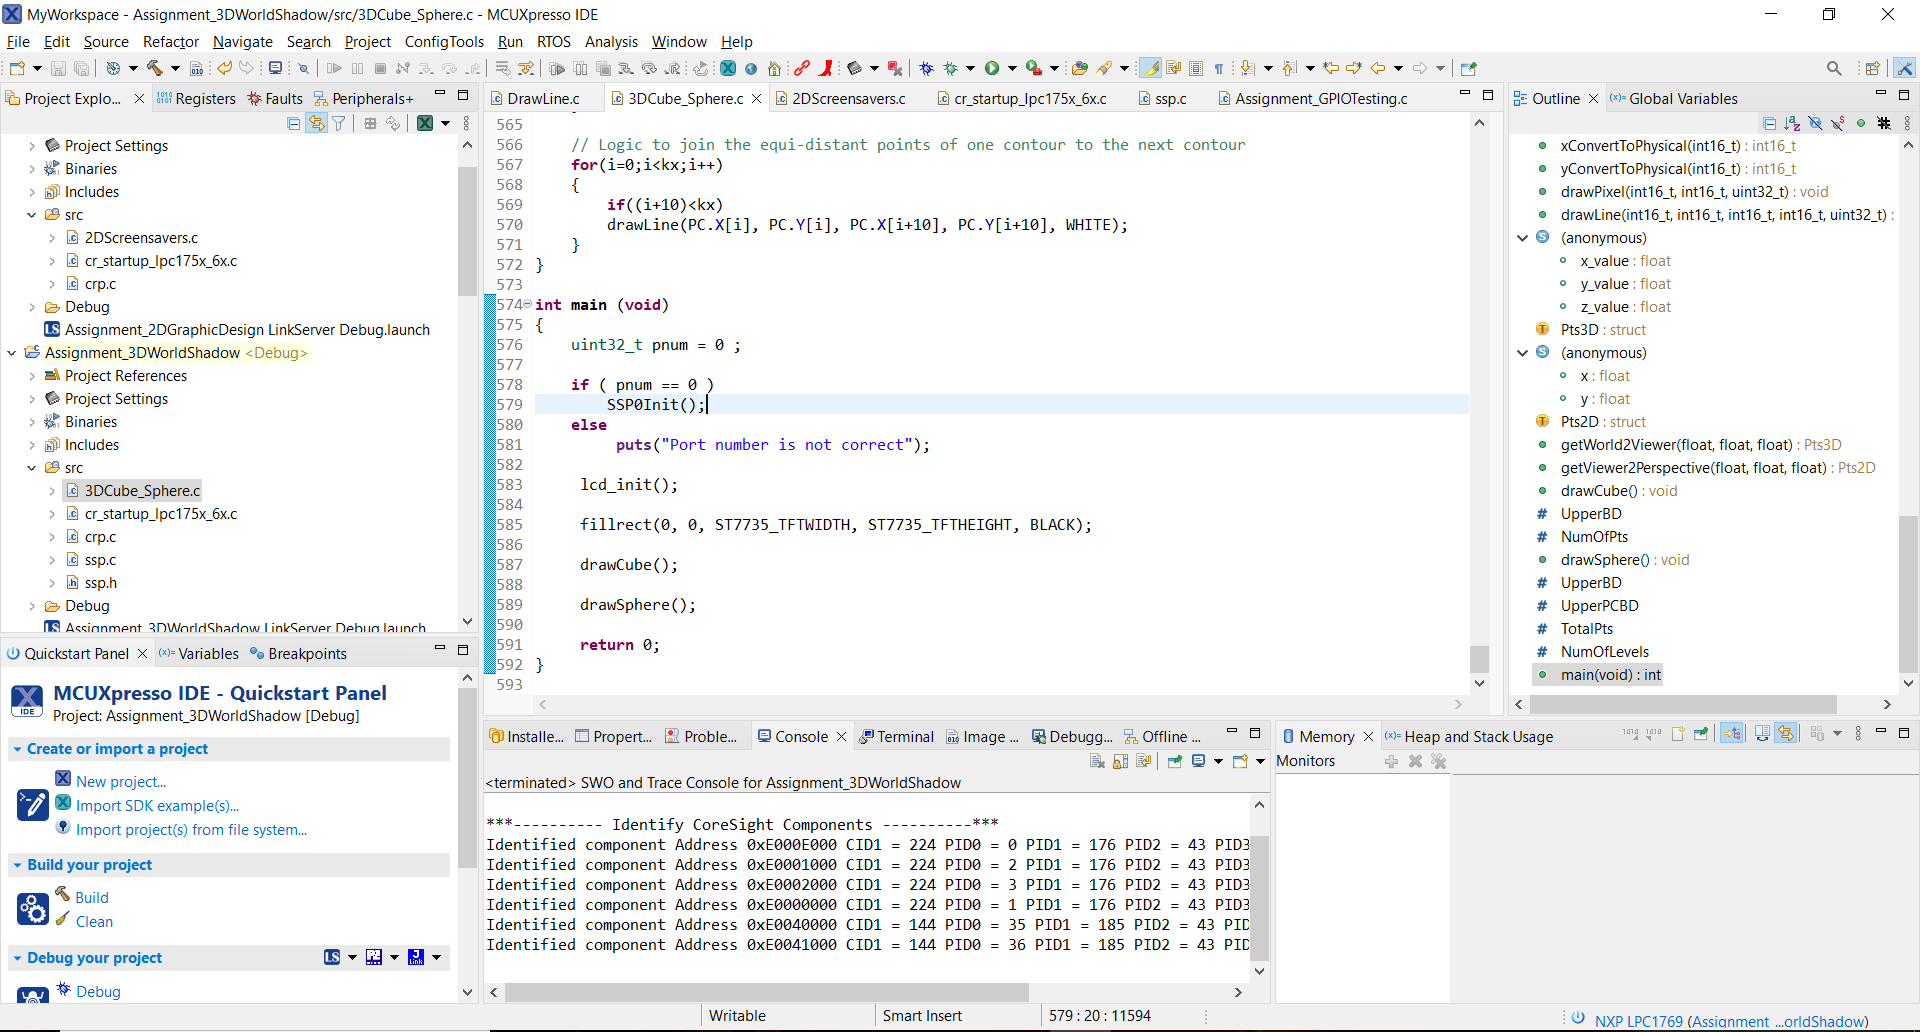 MyWorkspace - Assignment_3DWorldShadow/src/3DCube_Sphere.c - MCUXpresso IDE
File Edit Source Refactor Navigate Search Project ConfigTools Run RTOS Analysis Window Help
Project Explo... Registers Faults Peripherals+
Project Settings
Binaries
Includes
src
2DScreensavers.c
cr_startup_lpc175x_6x.c
crp.c
Debug
Assignment_2DGraphicDesign LinkServer Debug.launch
Assignment_3DWorldShadow <Debug>
Project References
Project Settings
Binaries
Includes
src
3DCube_Sphere.c
cr_startup_lpc175x_6x.c
crp.c
ssp.c
ssp.h
Debug
Assignment_3DWorldShadow LinkServer Debug.launch
Quickstart Panel (x)= Variables Breakpoints
IDE
MCUXpresso IDE - Quickstart Panel
Project: Assignment_3DWorldShadow [Debug]
Create or import a project
New project...
Import SDK example(s)...
Import project(s) from file system...
Build your project
Build
Clean
Debug your project
LS
Debug
DrawLine.c 3DCube_Sphere.c 2DScreensavers.c cr_startup_lpc175x_6x.c ssp.c Assignment_GPIOTesting.c
565
566 // Logic to join the equi-distant points of one contour to the next contour
567 for(i=0;i<kx;i++)
568 {
569 if((i+10)<kx)
570 drawLine(PC.X[i], PC.Y[i], PC.X[i+10], PC.Y[i+10], WHITE);
571 }
572 }
573
574 int main (void)
575 {
576 uint32_t pnum = 0 ;
577
578 if ( pnum == 0 )
579 SSP0Init();
580 else
581 puts("Port number is not correct");
582
583 lcd_init();
584
585 fillrect(0, 0, ST7735_TFTWIDTH, ST7735_TFTHEIGHT, BLACK);
586
587 drawCube();
588
589 drawSphere();
590
591 return 0;
592 }
593
Outline (x)= Global Variables
xConvertToPhysical(int16_t) : int16_t
yConvertToPhysical(int16_t) : int16_t
drawPixel(int16_t, int16_t, uint32_t) : void
drawLine(int16_t, int16_t, int16_t, int16_t, uint32_t) :
(anonymous)
x_value : float
y_value : float
z_value : float
Pts3D : struct
(anonymous)
x : float
y : float
Pts2D : struct
getWorld2Viewer(float, float, float) : Pts3D
getViewer2Perspective(float, float, float) : Pts2D
drawCube() : void
# UpperBD
# NumOfPts
drawSphere() : void
# UpperBD
# UpperPCBD
# TotalPts
# NumOfLevels
main(void) : int
Installe... Propert... Proble... Console Terminal Image ... Debugg... Offline ...
<terminated> SWO and Trace Console for Assignment_3DWorldShadow
***---------- Identify CoreSight Components ----------***
Identified component Address 0xE000E000 CID1 = 224 PID0 = 0 PID1 = 176 PID2 = 43 PID3
Identified component Address 0xE0001000 CID1 = 224 PID0 = 2 PID1 = 176 PID2 = 43 PID3
Identified component Address 0xE0002000 CID1 = 224 PID0 = 3 PID1 = 176 PID2 = 43 PID3
Identified component Address 0xE0000000 CID1 = 224 PID0 = 1 PID1 = 176 PID2 = 43 PID3
Identified component Address 0xE0040000 CID1 = 144 PID0 = 35 PID1 = 185 PID2 = 43 PID
Identified component Address 0xE0041000 CID1 = 144 PID0 = 36 PID1 = 185 PID2 = 43 PID
Memory (x)= Heap and Stack Usage
Monitors
Writable Smart Insert 579 : 20 : 11594
NXP LPC1769 (Assignment ...orldShadow)